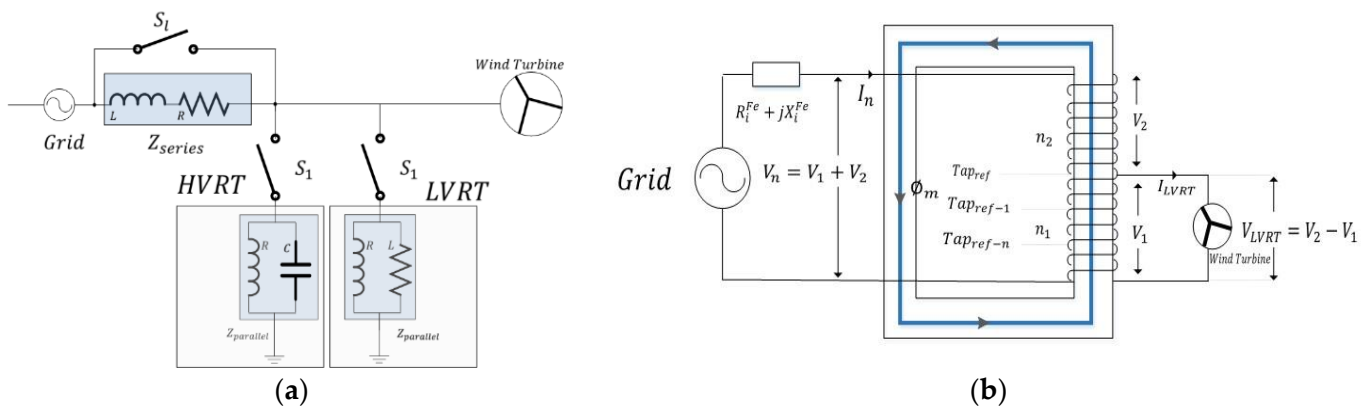 S_l
Wind Turbine
L
R
Grid
Z_series
S_1
S_1
HVRT
LVRT
R
C
R
L
Z_parallel
Z_parallel
(a)
I_n
R_i^Fe + jX_i^Fe
V_2
n_2
Grid
V_n = V_1 + V_2
Tap_ref
I_LVRT
∅_m
Tap_ref−1
n_1
V_1
V_LVRT = V_2 − V_1
Tap_ref−n
Wind Turbine
(b)